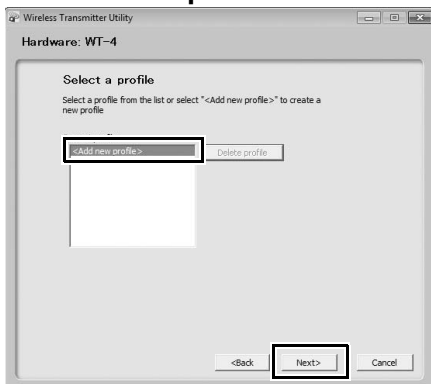 Wireless Transmitter Utility
Hardware: WT-4
Select a profile
Select a profile from the list or select "<Add new profile>" to create a
new profile
<Add new profile>
Delete profile
<Back
Next>
Cancel